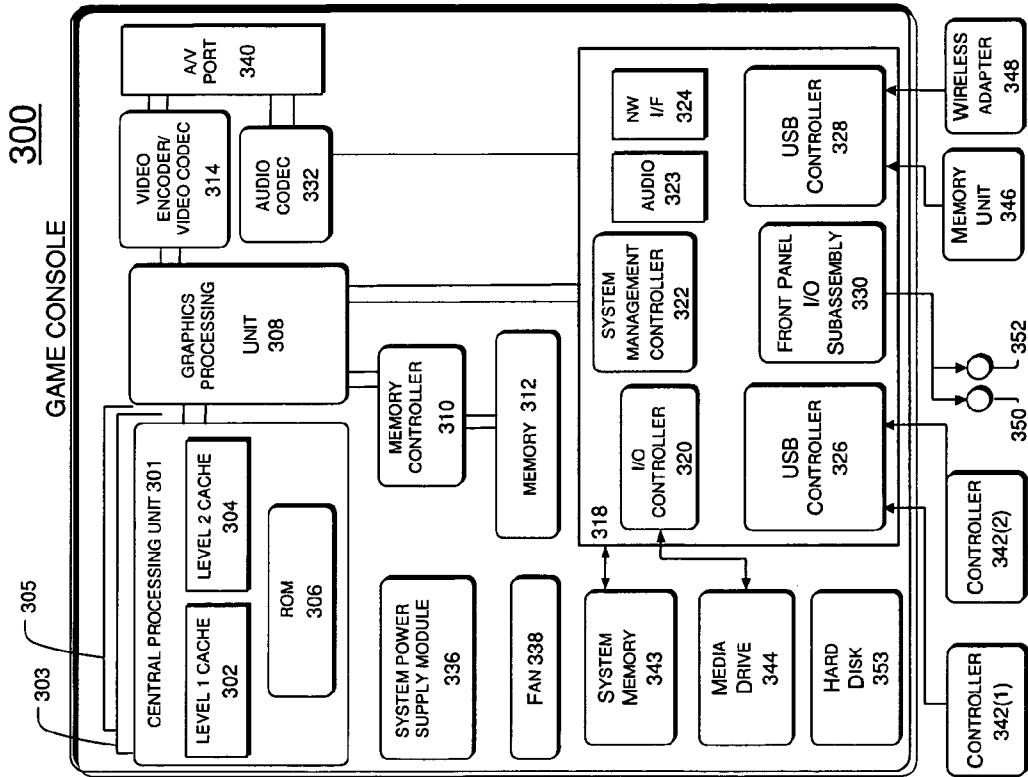 300
GAME CONSOLE
303
305
CENTRAL PROCESSING UNIT 301
LEVEL 1 CACHE
302
LEVEL 2 CACHE
304
ROM
306
GRAPHICS
PROCESSING
UNIT
308
VIDEO
ENCODER/
VIDEO CODEC
314
AUDIO
CODEC
332
A/V
PORT
340
MEMORY
CONTROLLER
310
MEMORY 312
SYSTEM POWER
SUPPLY MODULE
336
FAN 338
SYSTEM
MEMORY
343
MEDIA
DRIVE
344
HARD
DISK
353
318
I/O
CONTROLLER
320
SYSTEM
MANAGEMENT
CONTROLLER
322
AUDIO
323
NW
I/F
324
USB
CONTROLLER
326
FRONT PANEL
I/O
SUBASSEMBLY
330
USB
CONTROLLER
328
CONTROLLER
342(1)
CONTROLLER
342(2)
350
352
MEMORY
UNIT
346
WIRELESS
ADAPTER
348